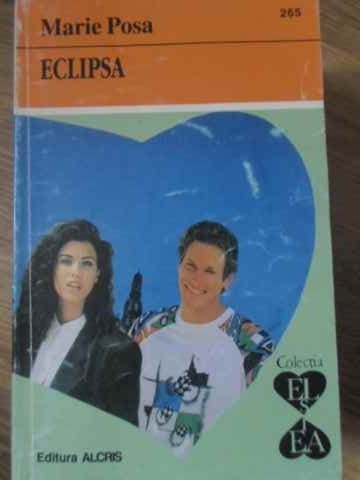 265
Marie Posa
ECLIPSA
Colecția
EL
ȘI
EA
Editura ALCRIS